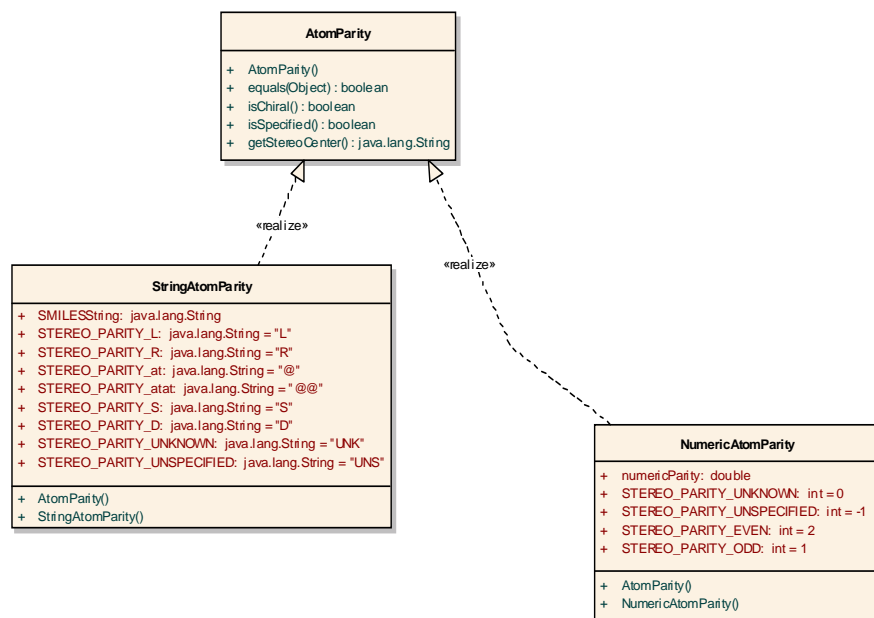 AtomParity
+ AtomParity()
+ equals(Object) : boolean
+ isChiral() : boolean
+ isSpecified() : boolean
+ getStereoCenter() : java.lang.String
«realize»
«realize»
StringAtomParity
+ SMILESString: java.lang.String
+ STEREO_PARITY_L: java.lang.String = "L"
+ STEREO_PARITY_R: java.lang.String = "R"
+ STEREO_PARITY_at: java.lang.String = "@"
+ STEREO_PARITY_atat: java.lang.String = "@@"
+ STEREO_PARITY_S: java.lang.String = "S"
+ STEREO_PARITY_D: java.lang.String = "D"
+ STEREO_PARITY_UNKNOWN: java.lang.String = "UNK"
+ STEREO_PARITY_UNSPECIFIED: java.lang.String = "UNS"
+ AtomParity()
+ StringAtomParity()
NumericAtomParity
+ numericParity: double
+ STEREO_PARITY_UNKNOWN: int = 0
+ STEREO_PARITY_UNSPECIFIED: int = -1
+ STEREO_PARITY_EVEN: int = 2
+ STEREO_PARITY_ODD: int = 1
+ AtomParity()
+ NumericAtomParity()